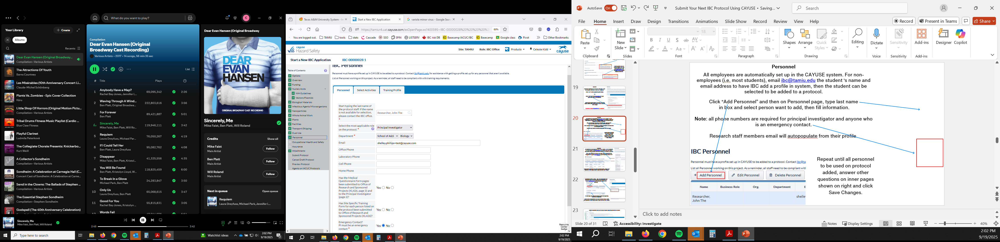 What do you want to play?
C
Your Library
Create
Albums
Recents
Dear Evan Hansen (Original Broadway...
Compilation • Various Artists
The Attractions Of Youth
Barns Courtney
Les Misérables (10th Anniversary Concert Li...
Claude-Michel Schönberg
Plants Vs. Zombies - Epic Cover Collection
Kāru
Little Shop Of Horrors (Original Motion Pictu...
Various Artists
Tribal Drums Fitness Music Playlist (Cardio ...
Blue Claw Fitness
Playful Clarinet
Ludmila Peterková
The Collegiate Chorale Presents: Knickerbo...
Kurt Weill
A Collector's Sondheim
Compilation • Various Artists
Sondheim: A Celebration at Carnegie Hall (C...
Concert Cast of Sondheim: A Celebration at Carne...
Send in the Clowns: The Ballads of Stephen ...
Compilation • Various Artists
The Essential Stephen Sondheim
Compilation • Stephen Sondheim
Godspell (The 40th Anniversary Celebration)
Compilation
Dear Evan Hansen (Original
Broadway Cast Recording)
Various Artists • 2017 • 14 songs, 56 min 35 sec
List
# Title Plays
1 Anybody Have a Map? 69,095,342 2:26
Rachel Bay Jones, Jennifer L...
2 Waving Through A Wind... 222,803,616 3:56
Ben Platt, Original Broadwa...
3 For Forever 89,421,887 5:01
Ben Platt
Sincerely, Me 119,946,111 3:42
Mike Faist, Ben Platt, Will Ro...
5 Requiem 76,050,267 4:19
Laura Dreyfuss, Michael Par...
6 If I Could Tell Her 95,082,762 4:08
Ben Platt, Laura Dreyfuss
7 Disappear 41,325,556 4:35
Mike Faist, Ben Platt, Kristol...
8 You Will Be Found 118,825,459 6:00
Ben Platt, Kristolyn Lloyd, W...
9 To Break In a Glove 24,283,847 3:50
Michael Park, Ben Platt
10 Only Us 65,068,615 3:47
Laura Dreyfuss, Ben Platt
11 Good For You 55,815,831 3:05
Rachel Bay Jones, Kristolyn ...
Words Fail
Dear Evan Hansen (Original Broadway
DEAR
EVAN
HANSEN
ORIGINAL BROADWAY CAST RECORDING
Sincerely, Me
Mike Faist, Ben Platt, Will Roland
Credits Show all
Mike Faist
Main Artist
Follow
Ben Platt
Main Artist
Follow
Will Roland
Main Artist
Follow
Next in queue Open queue
Requiem
Laura Dreyfuss, Michael Park, Jennifer L...
Sincerely, Me
Mike Faist, Ben Platt, Will Roland
2:49 3:42
Type here to search
Watchlist ideas
2:02 PM
9/19/2025
2
Texas A&M University System -
Start a New IBC Application
variola minor virus - Google Sear
https://tamiur4.uat.cayuse.com/esOpenPage.wc?400595~IBC-00000028%20%20%20%20%2
80%
You are logged out. TAMIU tools stats Cascade SSO SPIN LISTSERV IBC risk DB Basecamp IACUC/IBC Basecamp Google class Pivot Other Bookmarks
cayuse
Hazard Safety
Site: TAMIU Role: IBC Office Products Celeste Kidd cayuse
Start a New IBC Application IBC-00000028 1
Table of Contents
Options
Overview
Funding
Nucleic Acids
NIH Guidelines
Vectors/Plasmids
Biological Materials
Infectious Agents/Microorganisms
Nanoparticles
Whole Animal Work
Plants
Facilities
Transport/Shipping
Dual Use
Personnel
Occupational Health and Safety
Assurance
Attachments
Submit Protocol
Cancel Draft Protocol
Preview Protocol
Agents on IACUC Protocols
IBC Personnel
Personnel must have a profile set up in CAYUSE to be added to a protocol. Contact ibc@tamiu.edu for assistance with getting a profile set up for any personnel that aren't available.
List all Personnel working on this project. As a reminder, all staff need to be compliant with with training requirements.
Personnel Select Activities Training Profile
Start typing the last name of
the protocol staff. If the name
is not available for selection,
please contact the IBC office.
*
Researcher, John The
Select the most applicable role
on the protocol. *
Principal Investigator
Department * School of A&S Biology
Email shelley.phillips+test@cayuse.com
Office Phone
Laboratory Phone
Cell Phone
Home Phone
Has the Medical
Questionnaire form pages
been submitted to Office of
Research and Sponsored
Projects (KL426, page 3) and
to the Principal Investigator
(page 2)?
Yes No
Has Site Specific Training
Form for each person listed on
the protocol been submitted
to Office of Research and
Sponsored Projects (KL426)?
Yes No
Emergency Contact?
PI must be an emergency
contact *
Yes No
Resource
Center
badge
2:02 PM
9/19/2025
AutoSave On Submit Your Next IBC Protocol Using CAYUSE • Saving... Search
File Home Insert Draw Design Transitions Animations Slide Show Record Review View Help
Record Present in Teams Share
Paste
New
Slide
18
B I U S ab AV
A Aa A A A
Shapes Arrange Quick
Styles
Editing Dictate Sensitivity Add-ins Designer Copilot
Clipboard Slides Font Paragraph Drawing Voice Sensitivity Add-ins
19
20
21
22
23
Personnel
All employees are automatically set up in the CAYUSE system. For non-
employees (i.e. most students), email ibc@tamiu.edu the student 's name and
email address to have IBC add a profile in system, then the student can be
selected to be added to a protocol.
Click “Add Personnel” and then on Personnel page, type last name
in box and select person want to add, then fill information.
Note: all phone numbers are required for principal investigator and anyone who
is an emergency contact.
Research staff members email will autopopulate from their profile.
IBC Personnel
Personnel must have a profile set up in CAYUSE to be added to a protocol. Contact ibc@ta
List all Personnel working on this project. As a reminder, all staff need to be compliant wit
+ Add Personnel Edit Personnel Delete Personnel
Name Business Role Org. Department E
Researcher,
John The
shelle
Repeat until all personnel
to be used on protocol
added, answer other
questions on inner pages
shown on right and click
Save Changes.
Click to add notes
Slide 20 of 31 Accessibility: Investigate Notes Display Settings 40%
2:02 PM
9/19/2025